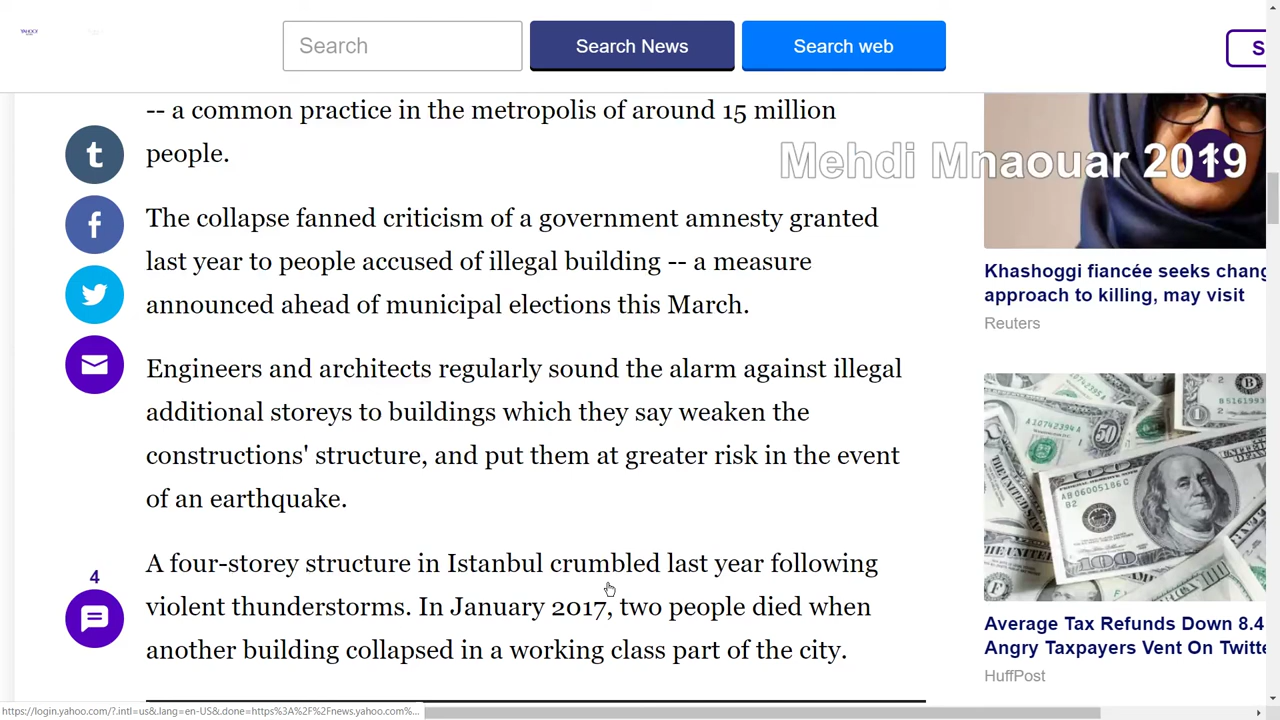 YAHOO!
Search
Search News
Search web
S
-- a common practice in the metropolis of around 15 million
people.
Mehdi Mnaouar 2019
The collapse fanned criticism of a government amnesty granted
last year to people accused of illegal building -- a measure
announced ahead of municipal elections this March.
Engineers and architects regularly sound the alarm against illegal
additional storeys to buildings which they say weaken the
constructions' structure, and put them at greater risk in the event
of an earthquake.
A four-storey structure in Istanbul crumbled last year following
violent thunderstorms. In January 2017, two people died when
another building collapsed in a working class part of the city.
4
Khashoggi fiancée seeks chang
approach to killing, may visit
Reuters
Average Tax Refunds Down 8.4
Angry Taxpayers Vent On Twitte
HuffPost
https://login.yahoo.com/?.intl=us&.lang=en-US&.done=https%3A%2F%2Fnews.yahoo.com%...